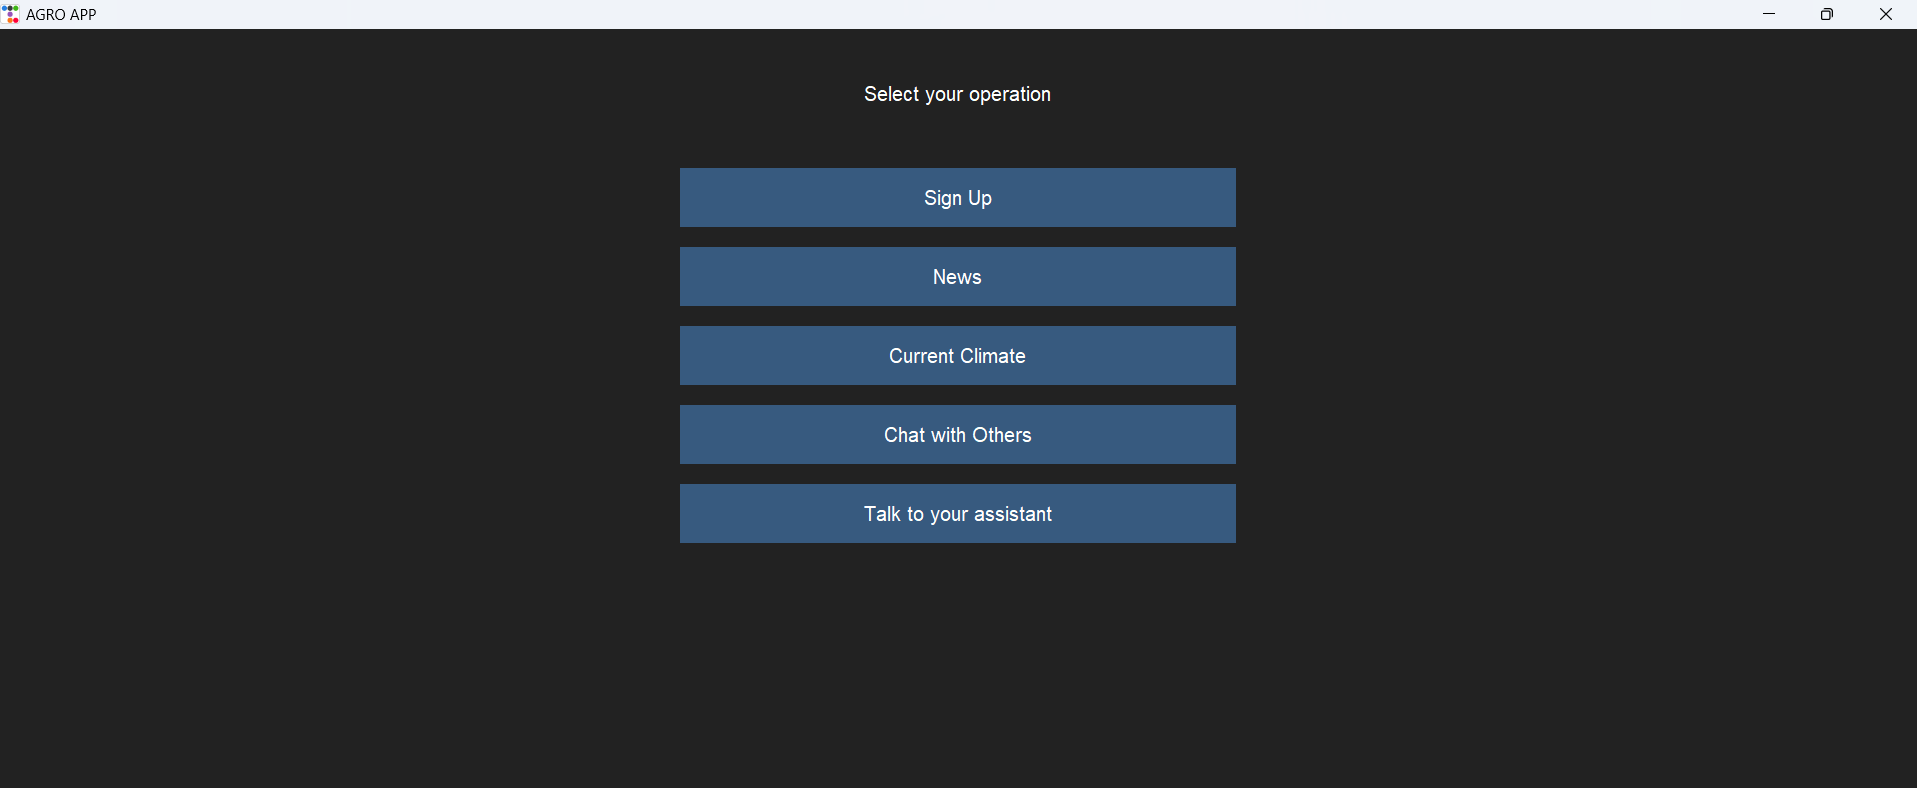 AGRO APP
Select your operation
Sign Up
News
Current Climate
Chat with Others
Talk to your assistant